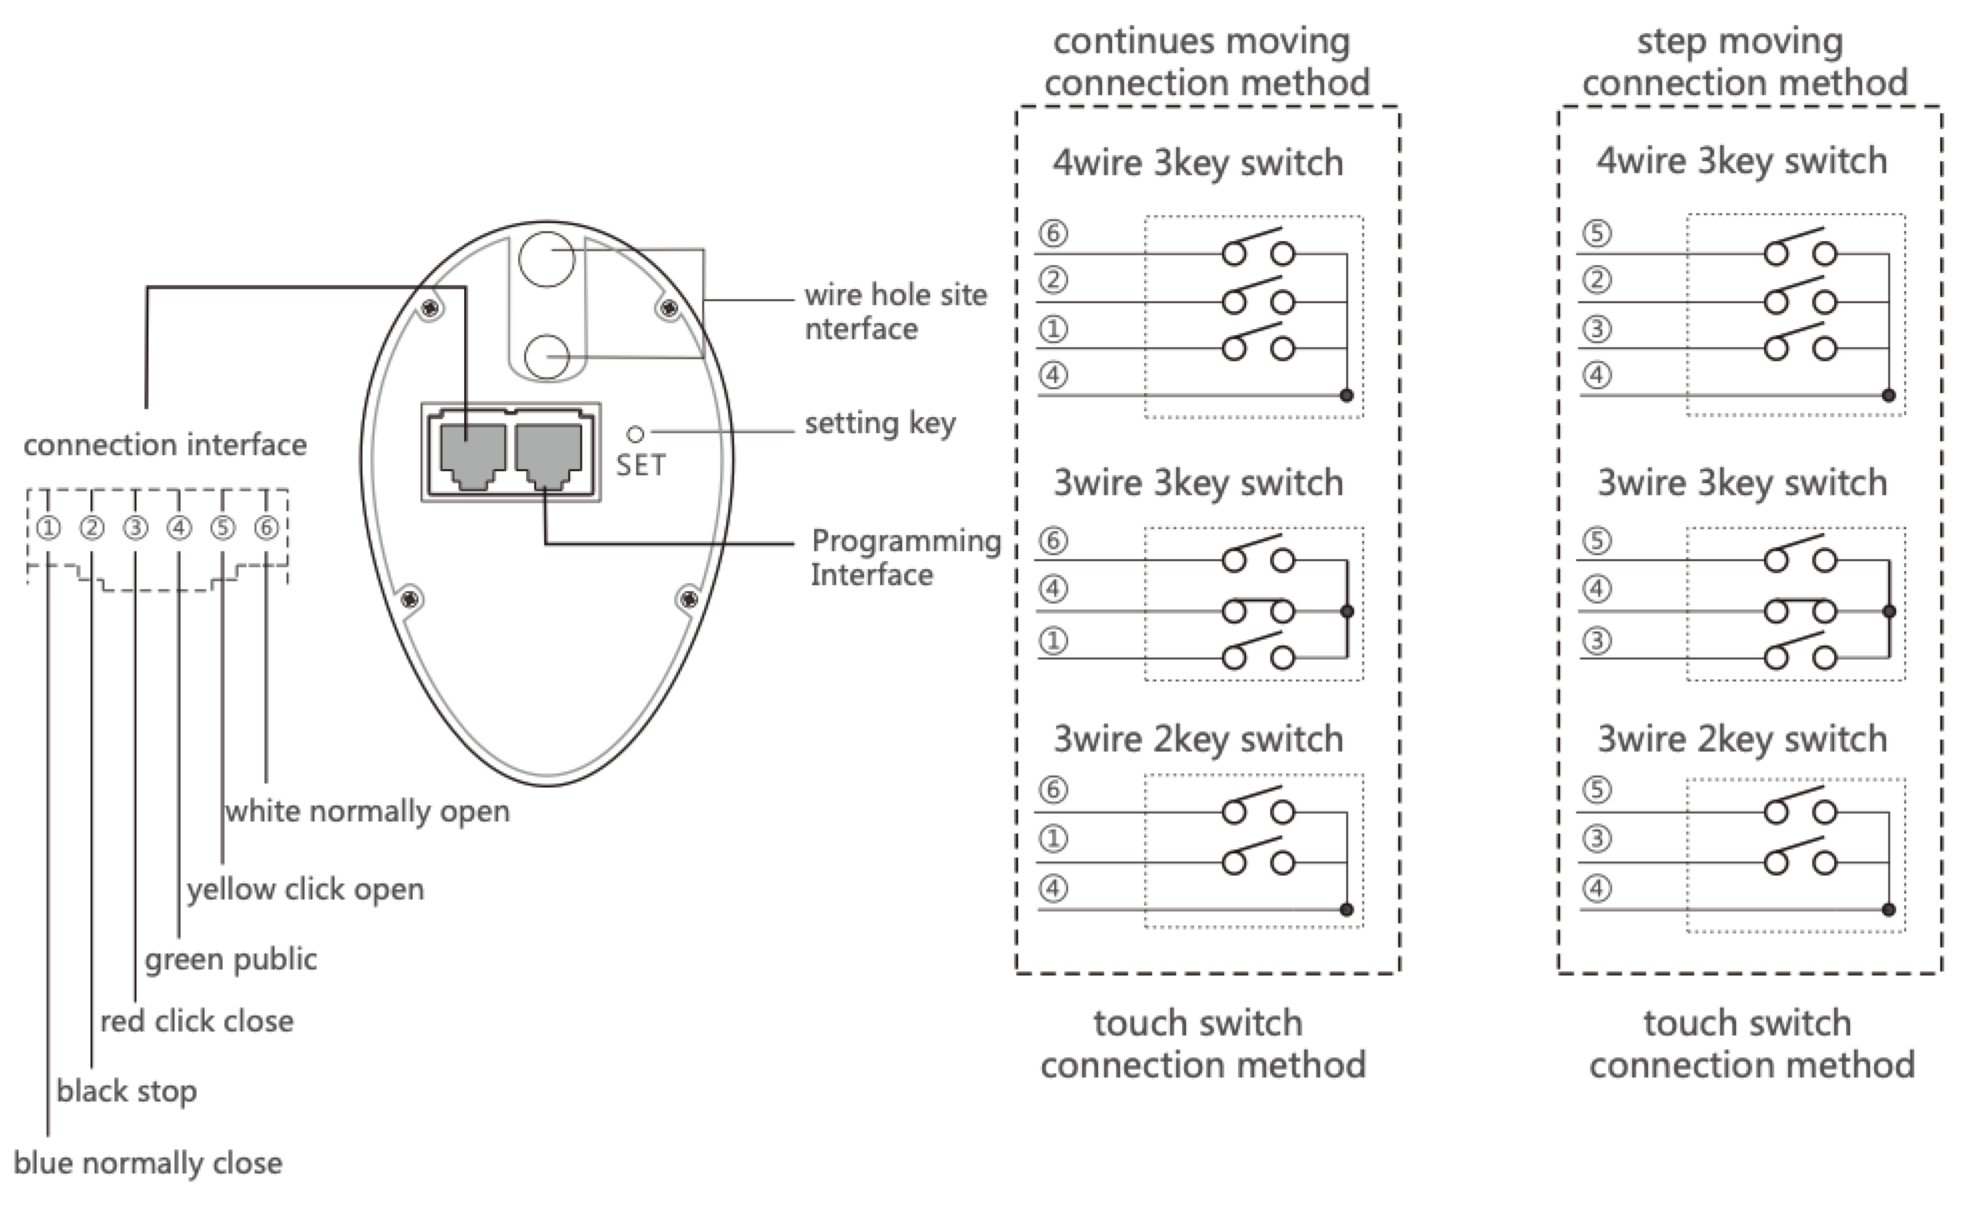 continues moving
connection method
step moving
connection method
4wire 3key switch
⑥
②
①
④
3wire 3key switch
⑥
④
①
3wire 2key switch
⑥
①
④
touch switch
connection method
4wire 3key switch
⑤
②
③
④
3wire 3key switch
⑤
④
③
3wire 2key switch
⑤
③
④
touch switch
connection method
wire hole site
nterface
setting key
SET
Programming
Interface
connection interface
① ② ③ ④ ⑤ ⑥
white normally open
yellow click open
green public
red click close
black stop
blue normally close